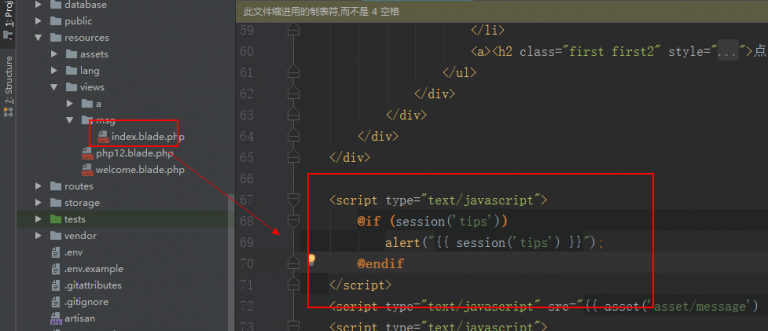 1: Proj
7: Structure
database
public
resources
assets
lang
views
a
msg
index.blade.php
php12.blade.php
welcome.blade.php
routes
storage
tests
vendor
.env
.env.example
.gitattributes
.gitignore
artisan
此文件缩进用的制表符,而不是 4 空格
59 </li>
60 <a><h2 class="first first2" style="...">点
61 </ul>
62 </div>
63 </div>
64 </div>
65 </div>
66
67 <script type="text/javascript">
68 @if (session('tips'))
69 alert("{{ session('tips') }}");
70 @endif
71 </script>
72 <script type="text/javascript" src="{{ asset('asset/message')
73 <script type="text/javascript">